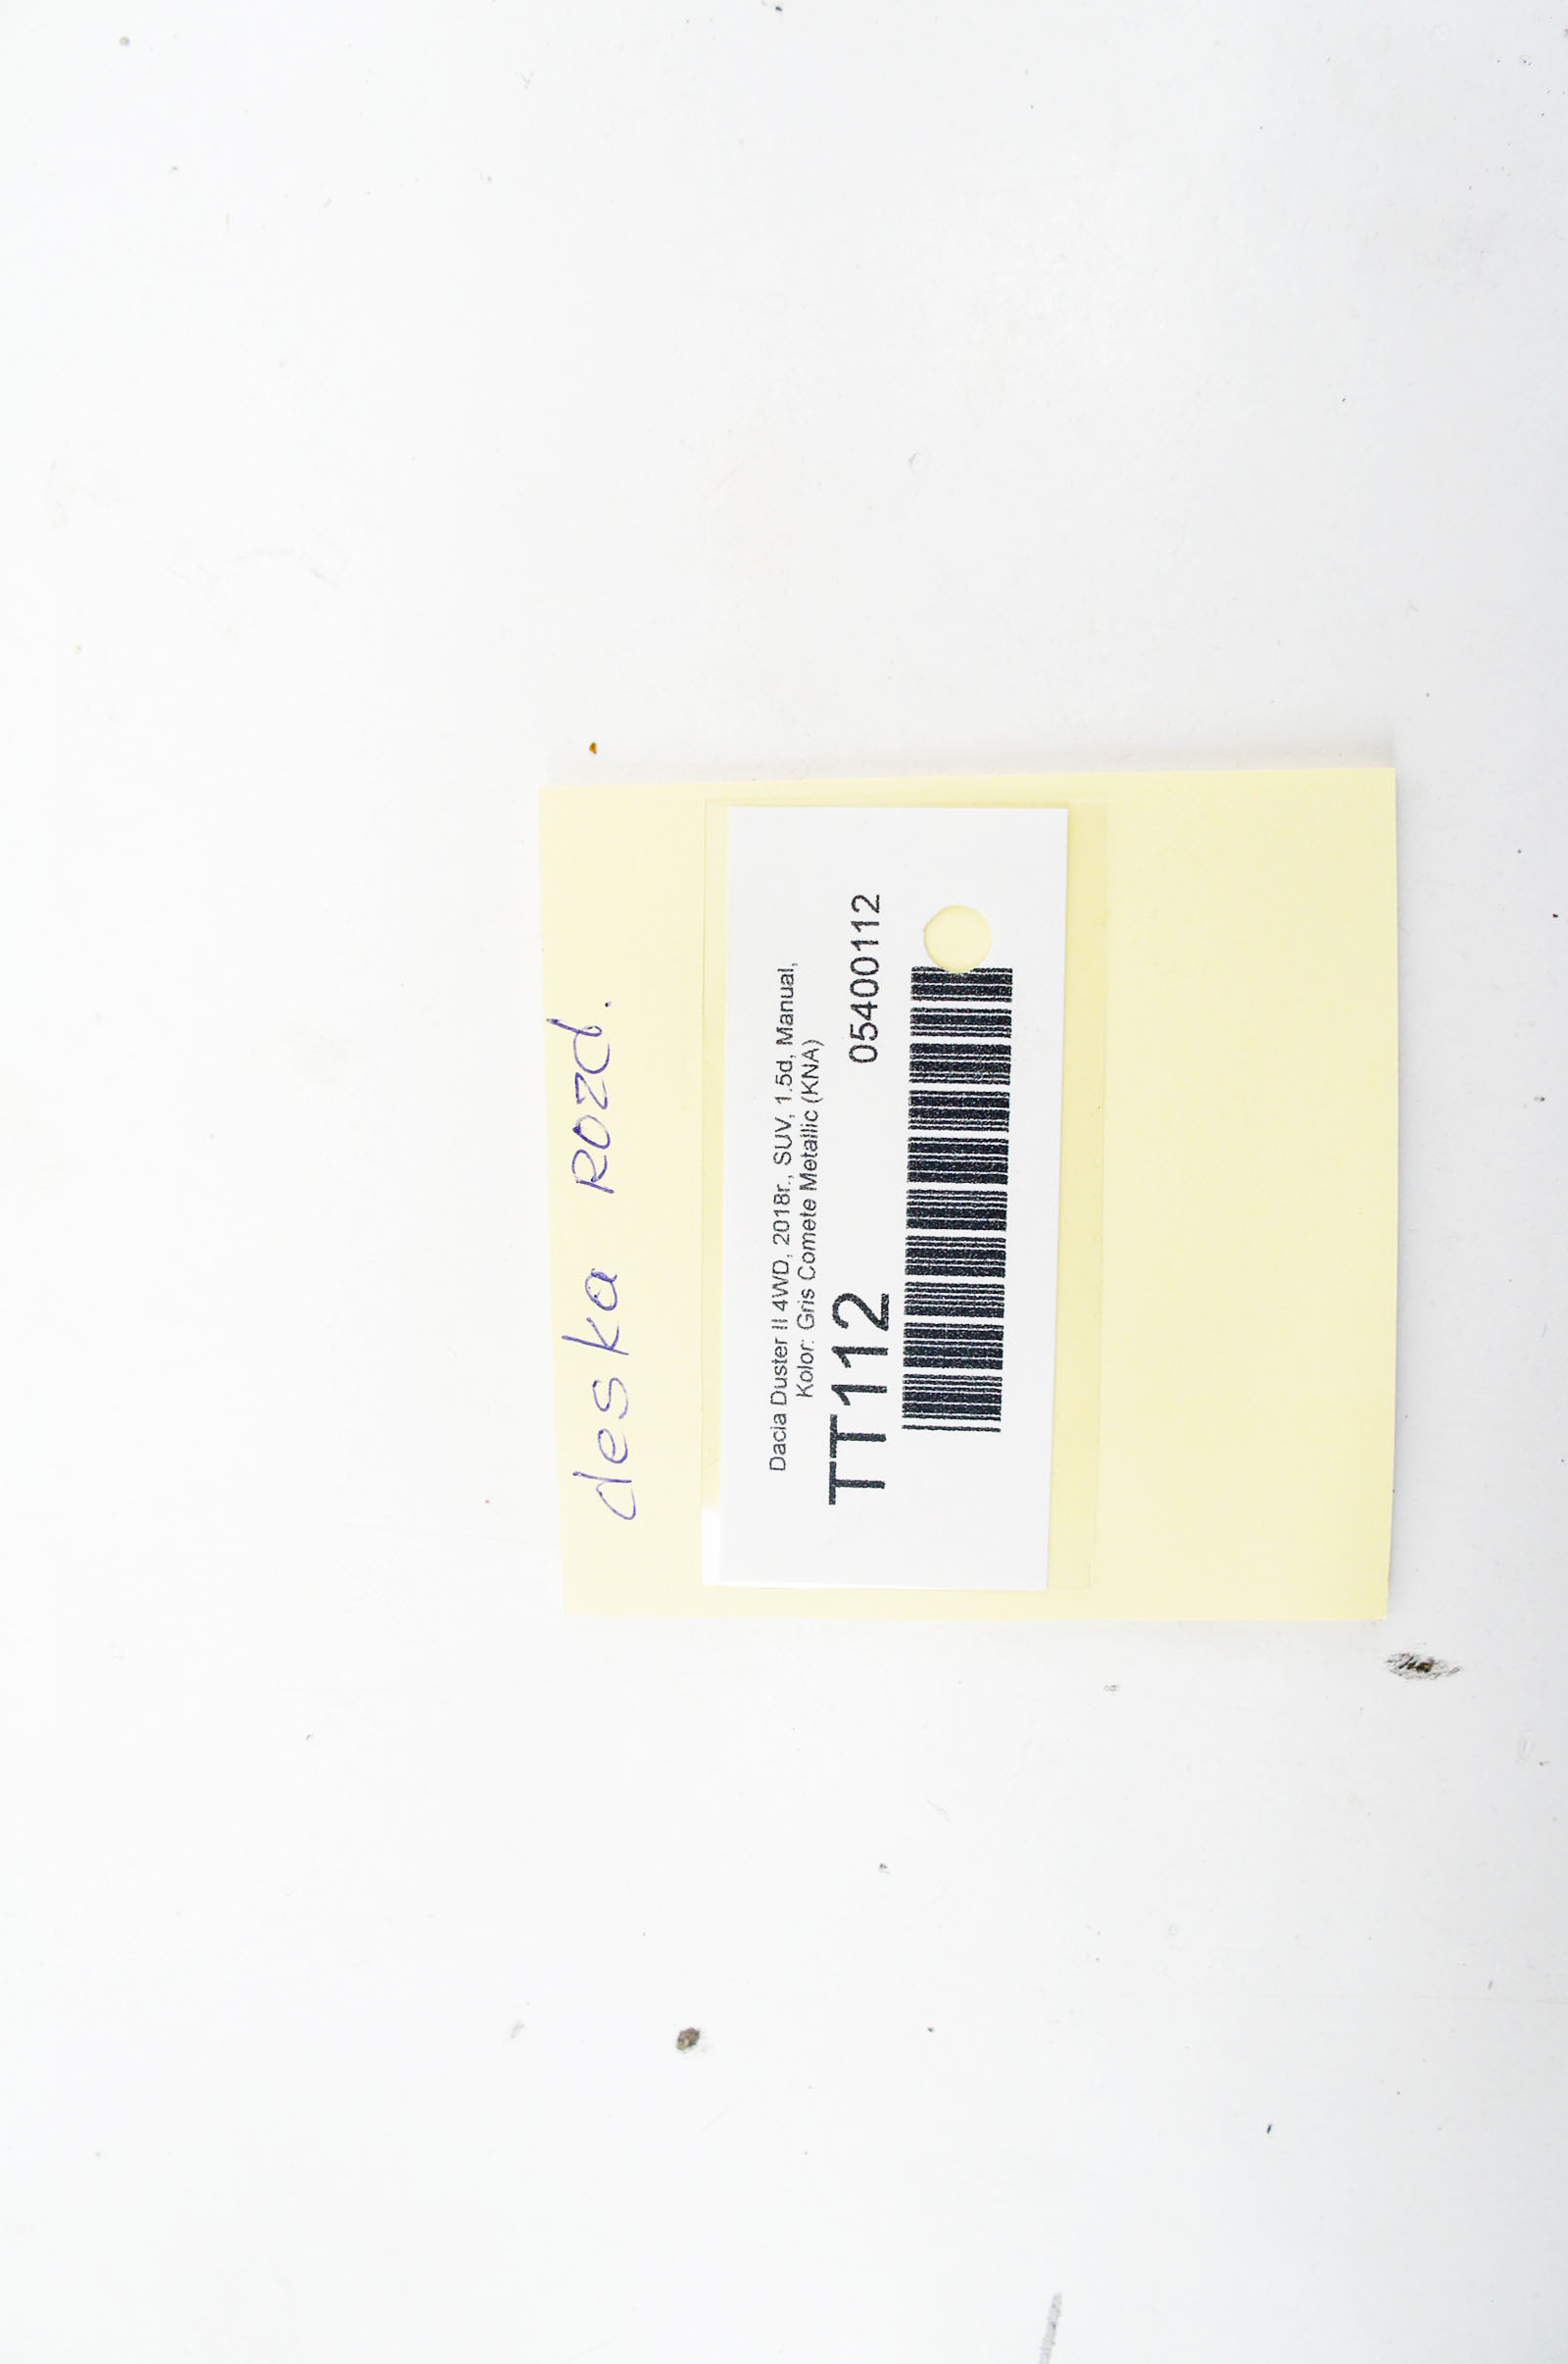 deska rozd.
Dacia Duster II 4WD, 2018r., SUV, 1.5d, Manual,
Kolor: Gris Comete Metallic (KNA)
TT112 05400112